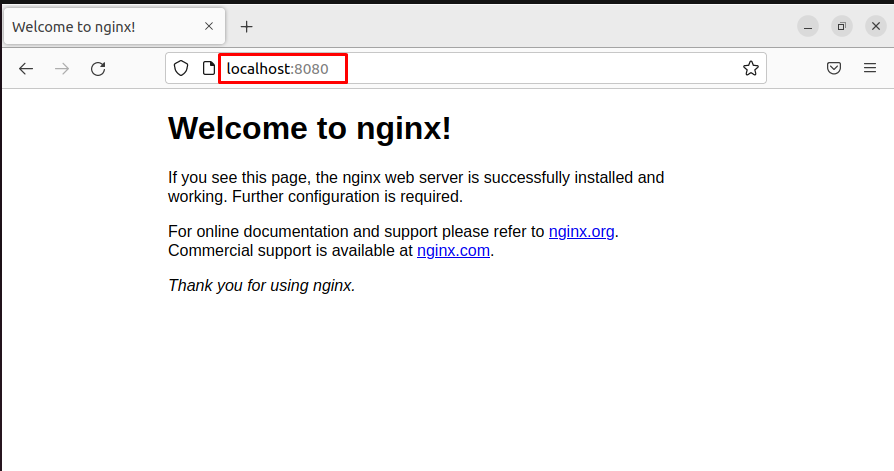 Welcome to nginx!
localhost:8080
Welcome to nginx!
If you see this page, the nginx web server is successfully installed and
working. Further configuration is required.
For online documentation and support please refer to nginx.org.
Commercial support is available at nginx.com.
Thank you for using nginx.